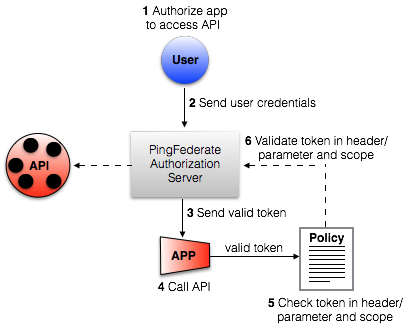 1 Authorize app
to access API
User
2 Send user credentials
PingFederate
Authorization
Server
6 Validate token in header/
parameter and scope
API
3 Send valid token
APP
valid token
Policy
4 Call API
5 Check token in header/
parameter and scope